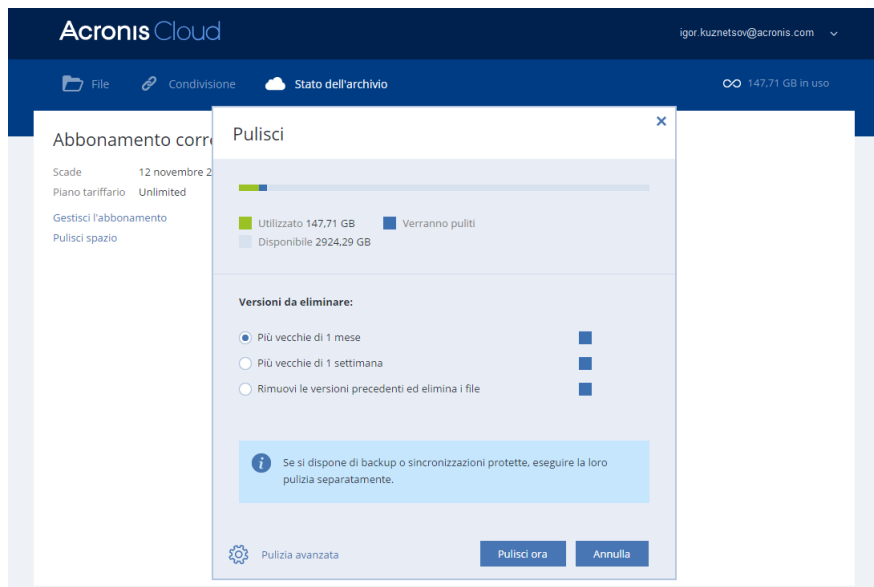 Acronis Cloud
igor.kuznetsov@acronis.com
File
Condivisione
Stato dell'archivio
147,71 GB in uso
Abbonamento corr
Scade 12 novembre 2
Piano tariffario Unlimited
Gestisci l'abbonamento
Pulisci spazio
Pulisci
Utilizzato 147,71 GB
Verranno puliti
Disponibile 2924,29 GB
Versioni da eliminare:
Più vecchie di 1 mese
Più vecchie di 1 settimana
Rimuovi le versioni precedenti ed elimina i file
Se si dispone di backup o sincronizzazioni protette, eseguire la loro
pulizia separatamente.
Pulizia avanzata
Pulisci ora
Annulla